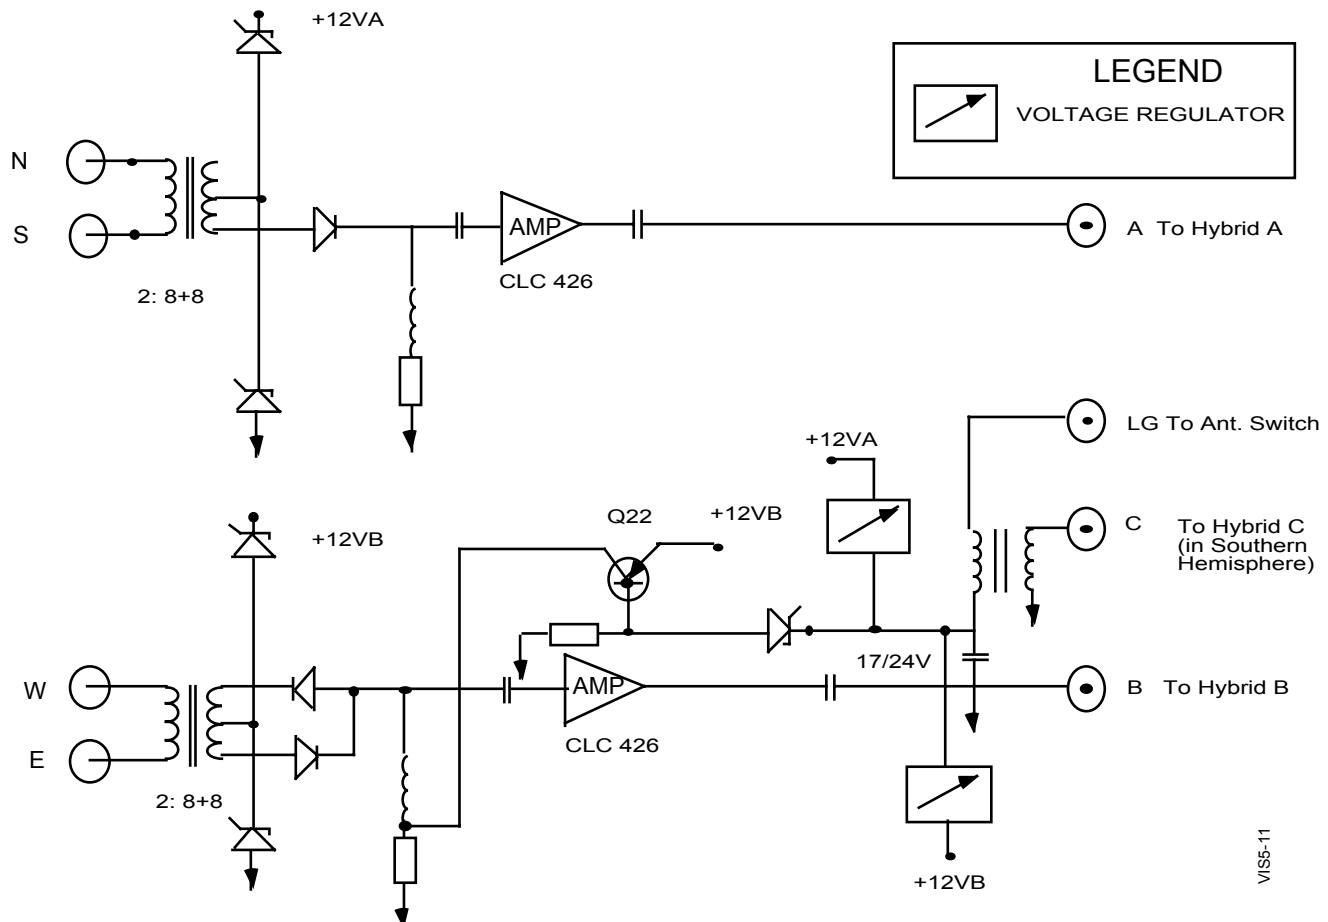 +12VA
LEGEND
VOLTAGE REGULATOR
N
S
AMP
A To Hybrid A
CLC 426
2: 8+8
LG To Ant. Switch
+12VA
Q22
+12VB
+12VB
C To Hybrid C
(in Southern
Hemisphere)
17/24V
W
AMP
B To Hybrid B
E
CLC 426
2: 8+8
+12VB
VIS5-11